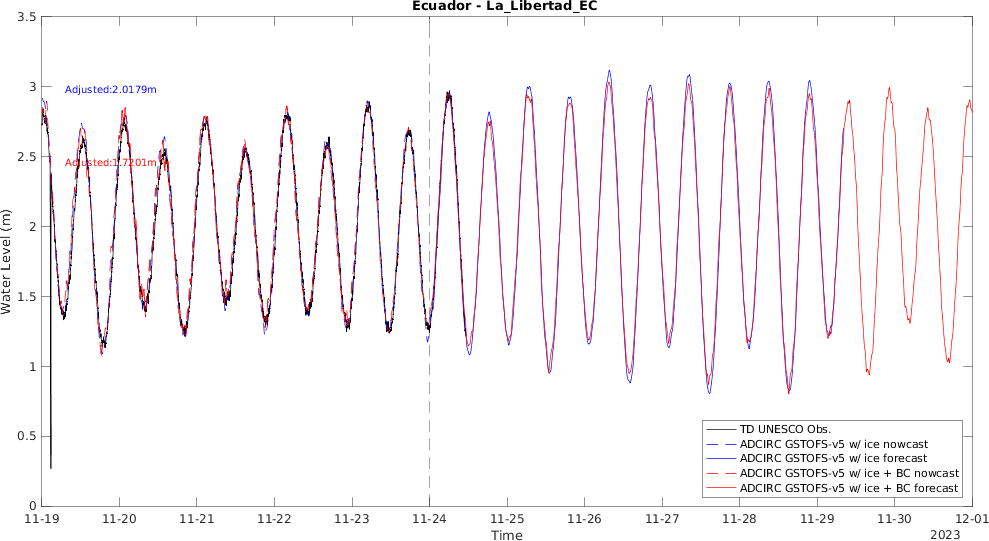 Ecuador - La_Libertad_EC
3.5
3
2.5
2
1.5
1
0.5
0
Water Level (m)
Adjusted:2.0179m
Adjusted:1.7201m
TD UNESCO Obs.
ADCIRC GSTOFS-v5 w/ ice nowcast
ADCIRC GSTOFS-v5 w/ ice forecast
ADCIRC GSTOFS-v5 w/ ice + BC nowcast
ADCIRC GSTOFS-v5 w/ ice + BC forecast
11-19 11-20 11-21 11-22 11-23 11-24 11-25 11-26 11-27 11-28 11-29 11-30 12-01
Time
2023